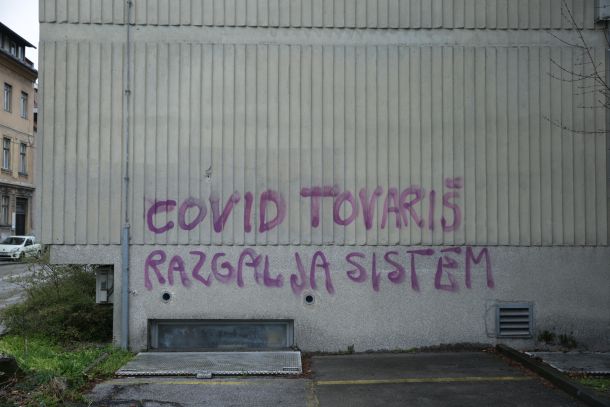 COVID TOVARIŠ
RAZGALJA SISTEM